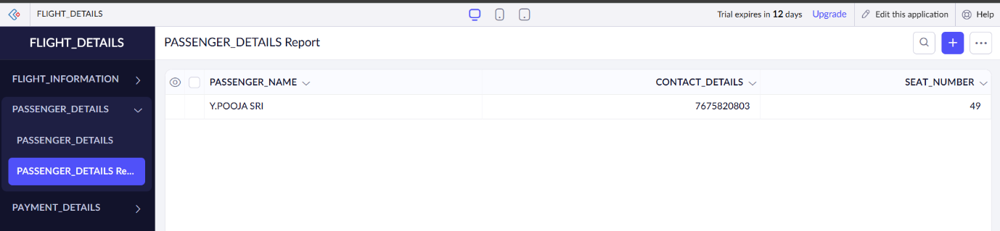 FLIGHT_DETAILS
Trial expires in 12 days Upgrade Edit this application Help
FLIGHT_DETAILS
PASSENGER_DETAILS Report
FLIGHT_INFORMATION
PASSENGER_DETAILS
PASSENGER_DETAILS
PASSENGER_DETAILS Re...
PAYMENT_DETAILS
PASSENGER_NAME CONTACT_DETAILS SEAT_NUMBER
Y.POOJA SRI 7675820803 49